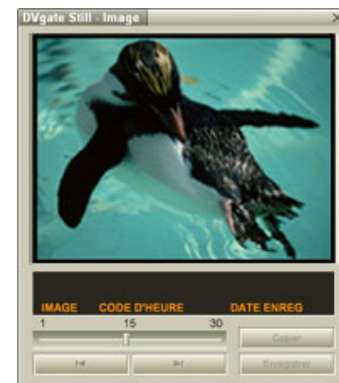 DVgate Still - Image
IMAGE CODE D'HEURE DATE ENREG
1 15 30
Copier
Enregistrer